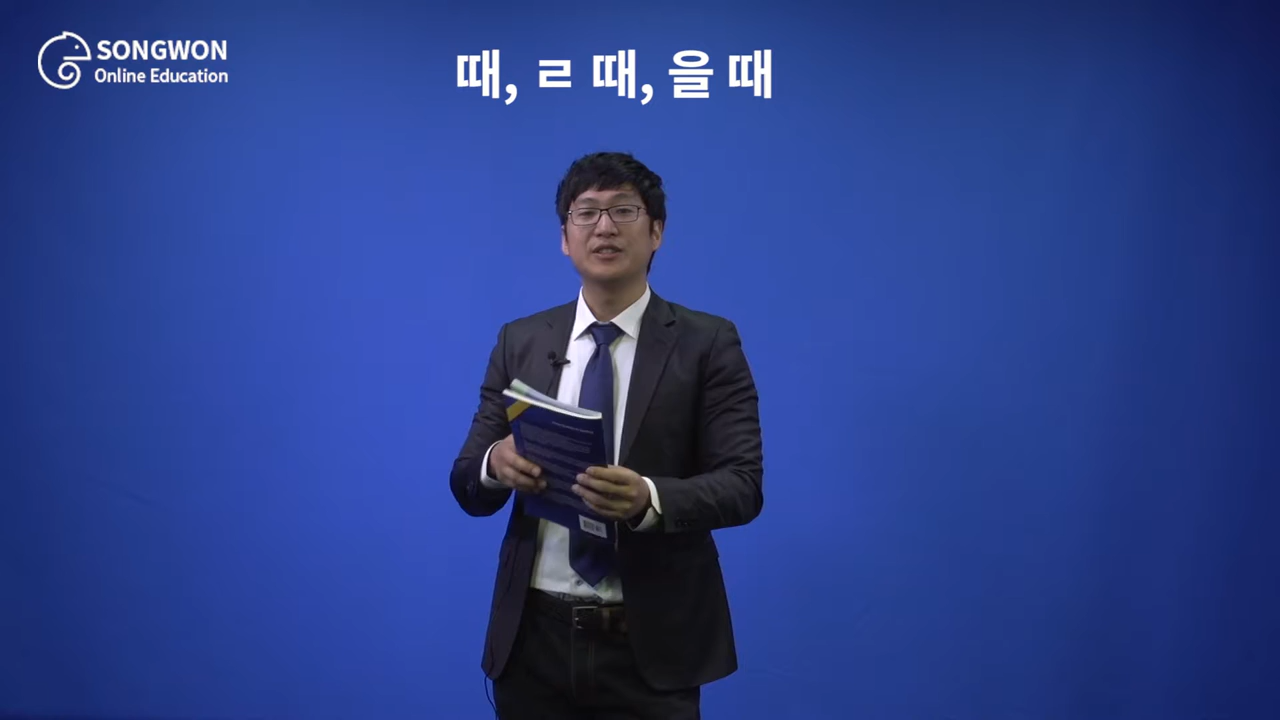 SONGWON
Online Education
때, ㄹ 때, 을 때